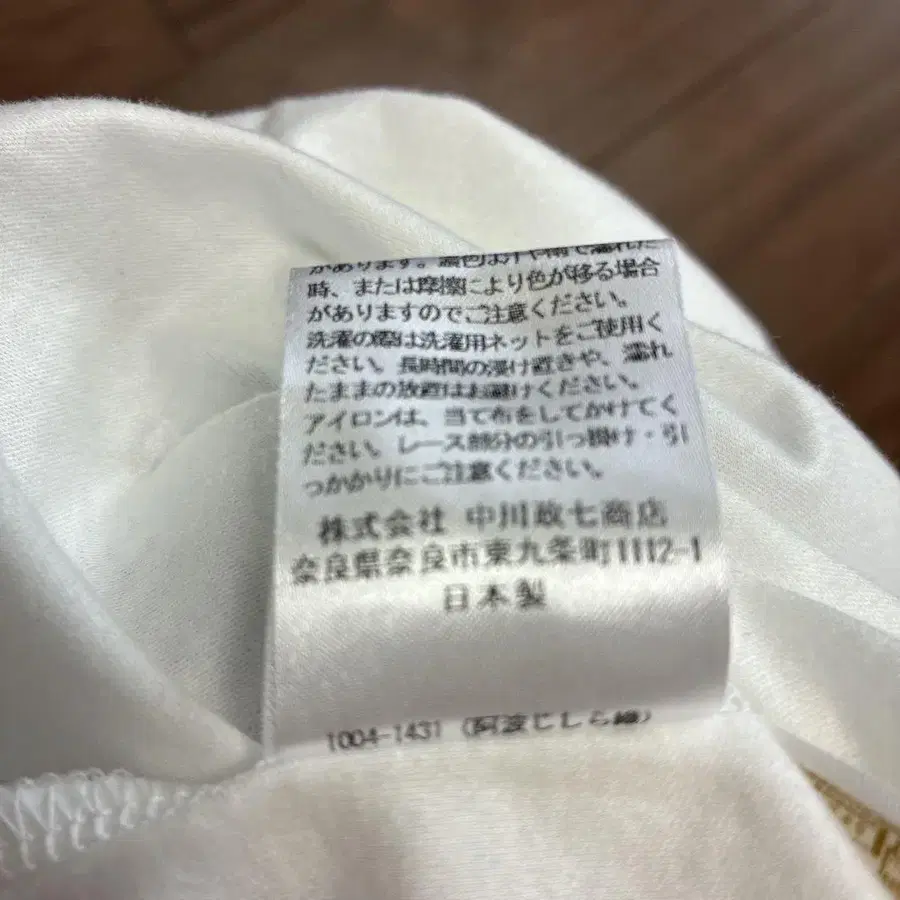 があります。濃色は汗や雨で濡れた
時、または摩擦により色が移る場合
がありますのでご注意ください。
洗濯の際は洗濯用ネットをご使用く
ださい。長時間の浸け置きや、濡れ
たままの放置はお避けください。
アイロンは、当て布をしてかけてく
ださい。レース部分の引っ掛け・引
っかかりにご注意ください。
株式会社 中川政七商店
奈良県奈良市東九条町1112-1
日本製
1004-1431 (阿波じしら織)